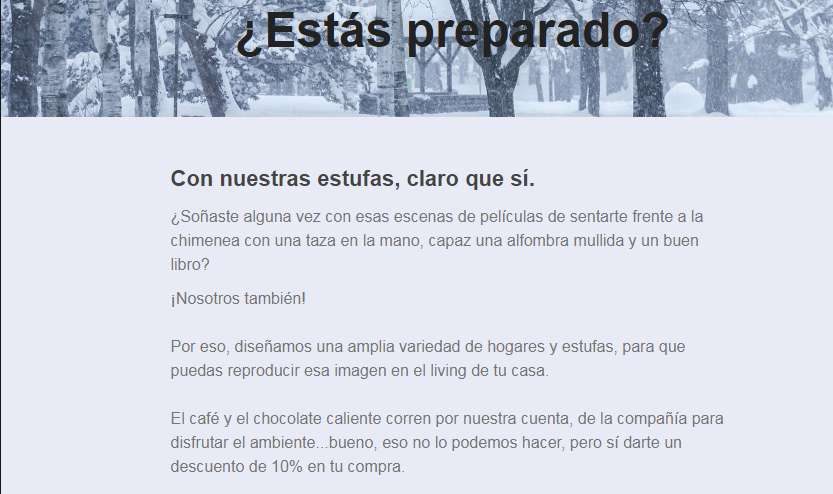 ¿Estás preparado?
Con nuestras estufas, claro que sí.
¿Soñaste alguna vez con esas escenas de películas de sentarte frente a la
chimenea con una taza en la mano, capaz una alfombra mullida y un buen
libro?
¡Nosotros también!
Por eso, diseñamos una amplia variedad de hogares y estufas, para que
puedas reproducir esa imagen en el living de tu casa.
El café y el chocolate caliente corren por nuestra cuenta, de la compañía para
disfrutar el ambiente...bueno, eso no lo podemos hacer, pero sí darte un
descuento de 10% en tu compra.